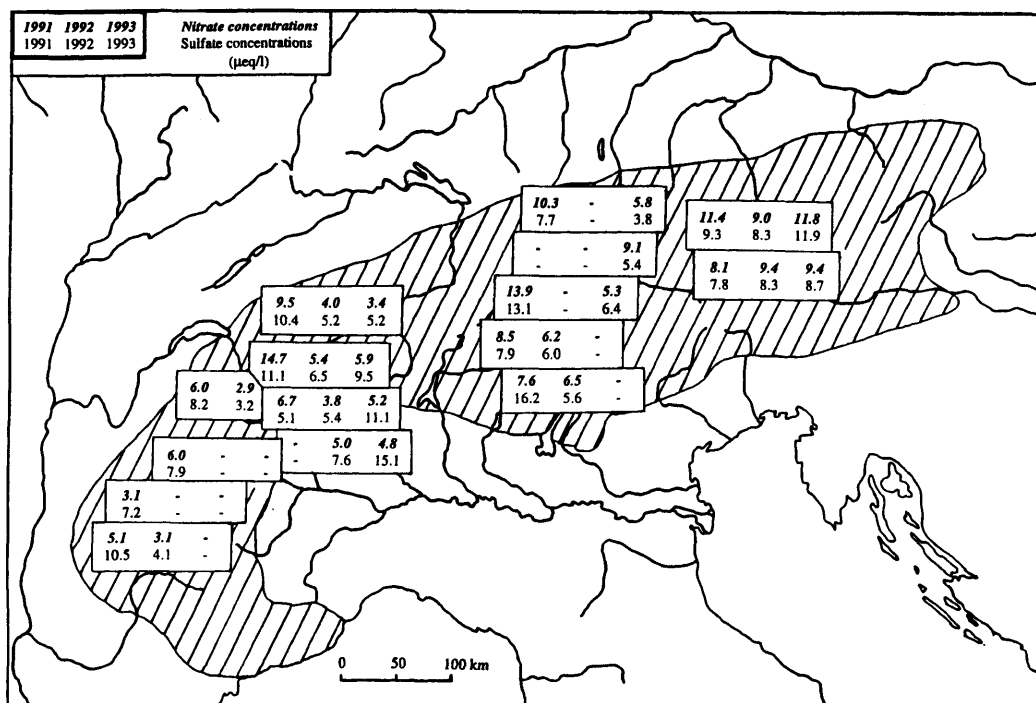 1991 1992 1993 Nitrate concentrations
1991 1992 1993 Sulfate concentrations
(µeq/l)
10.3 - 5.8
7.7 - 3.8
- - 9.1
- - 5.4
13.9 - 5.3
13.1 - 6.4
8.5 6.2 -
7.9 6.0 -
7.6 6.5 -
16.2 5.6 -
11.4 9.0 11.8
9.3 8.3 11.9
8.1 9.4 9.4
7.8 8.3 8.7
9.5 4.0 3.4
10.4 5.2 5.2
14.7 5.4 5.9
11.1 6.5 9.5
6.0 2.9
8.2 3.2
6.7 3.8 5.2
5.1 5.4 11.1
- 5.0 4.8
- 7.6 15.1
6.0 - -
7.9 - -
3.1 - -
7.2 - -
5.1 3.1 -
10.5 4.1 -
0 50 100 km